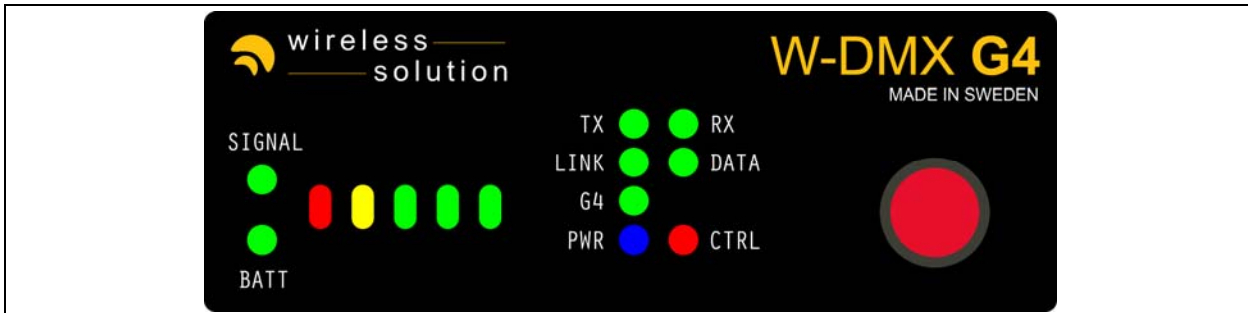 wireless
solution
W-DMX G4
MADE IN SWEDEN
SIGNAL
BATT
TX RX
LINK DATA
G4
PWR CTRL